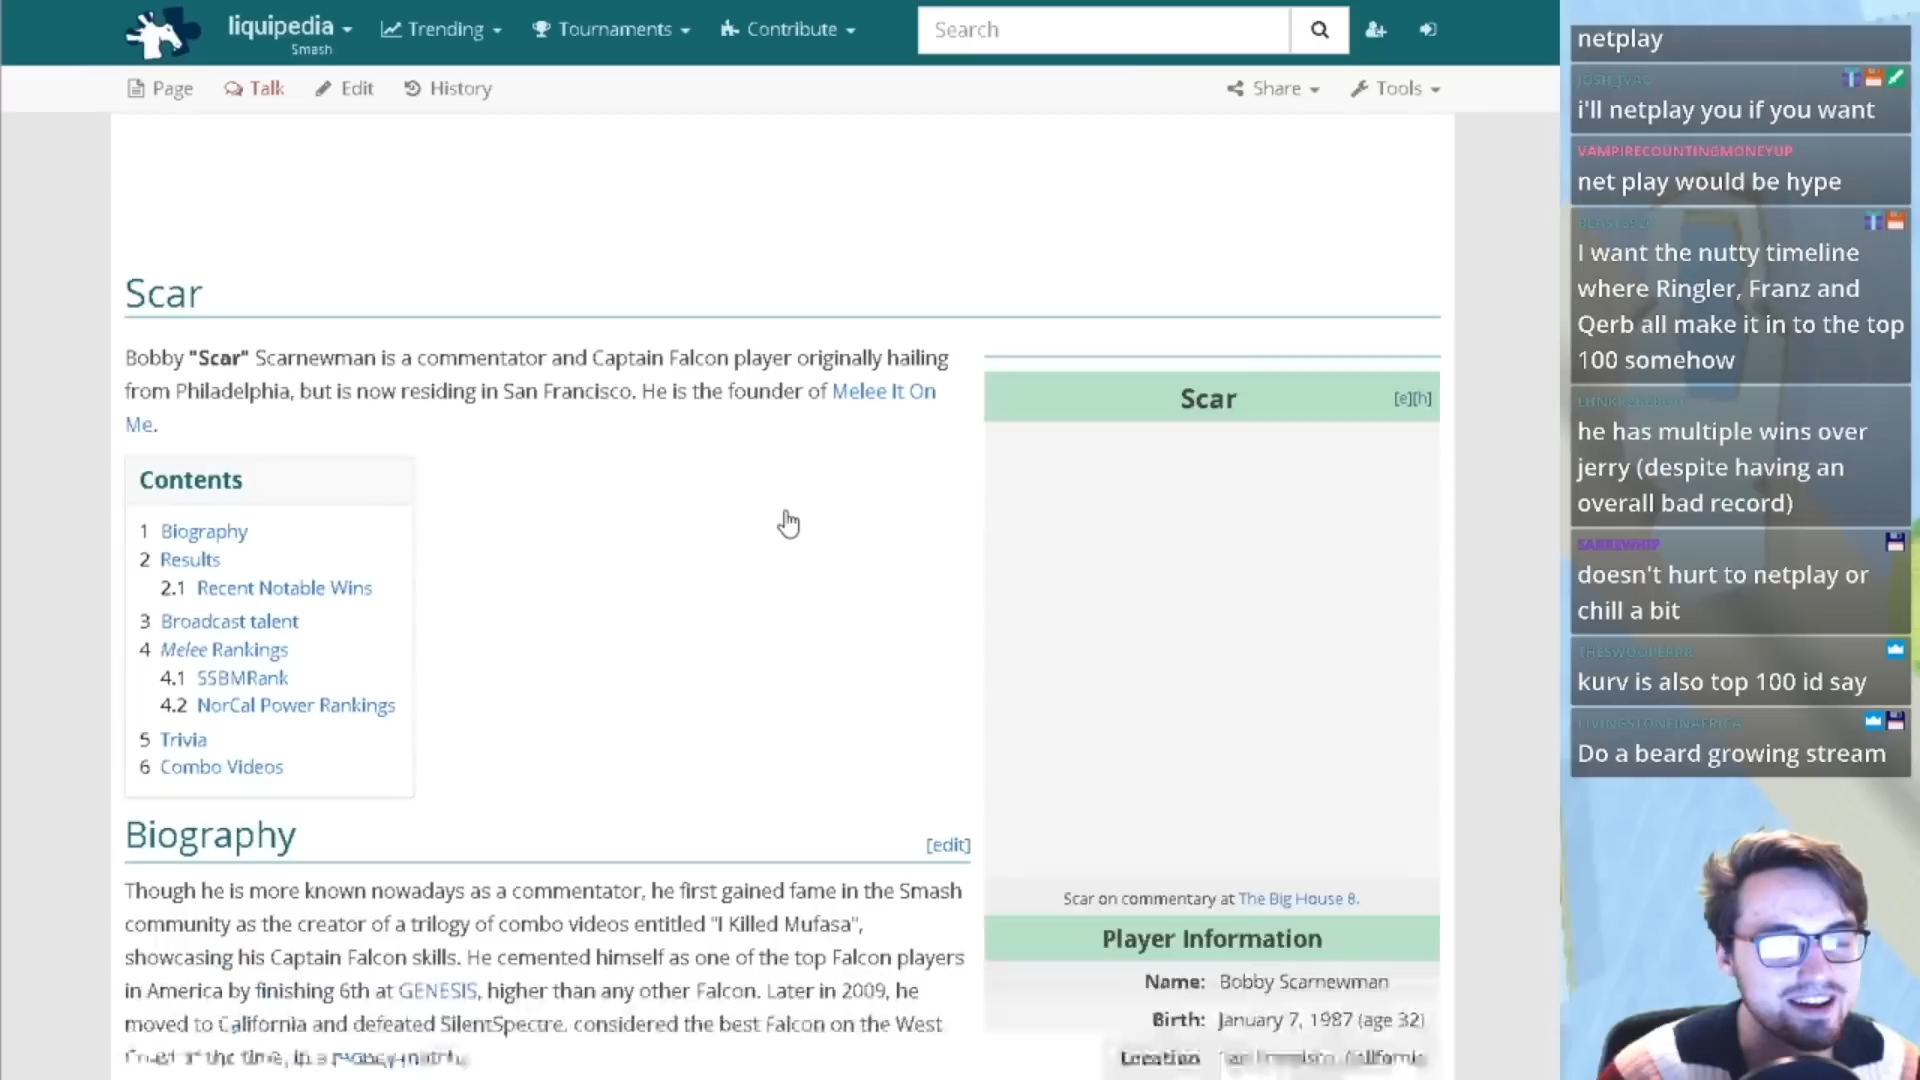 liquipedia
Smash
Trending
Tournaments
Contribute
Search
Page
Talk
Edit
History
Share
Tools
Scar
Bobby "Scar" Scarnewman is a commentator and Captain Falcon player originally hailing
from Philadelphia, but is now residing in San Francisco. He is the founder of Melee It On
Me.
Contents
1 Biography
2 Results
2.1 Recent Notable Wins
3 Broadcast talent
4 Melee Rankings
4.1 SSBMRank
4.2 NorCal Power Rankings
5 Trivia
6 Combo Videos
Biography
[edit]
Though he is more known nowadays as a commentator, he first gained fame in the Smash
community as the creator of a trilogy of combo videos entitled "I Killed Mufasa",
showcasing his Captain Falcon skills. He cemented himself as one of the top Falcon players
in America by finishing 6th at GENESIS, higher than any other Falcon. Later in 2009, he
moved to California and defeated SilentSpectre, considered the best Falcon on the West
Scar
[e][h]
Scar on commentary at The Big House 8.
Player Information
Name: Bobby Scarnewman
Birth: January 7, 1987 (age 32)
Location
netplay
i'll netplay you if you want
VAMPIRECOUNTINGMONEYUP
net play would be hype
I want the nutty timeline
where Ringler, Franz and
Qerb all make it in to the top
100 somehow
he has multiple wins over
jerry (despite having an
overall bad record)
SABREWHIP
doesn't hurt to netplay or
chill a bit
THESWOOPERRR
kurv is also top 100 id say
LIVINGSTONEINAFRICA
Do a beard growing stream